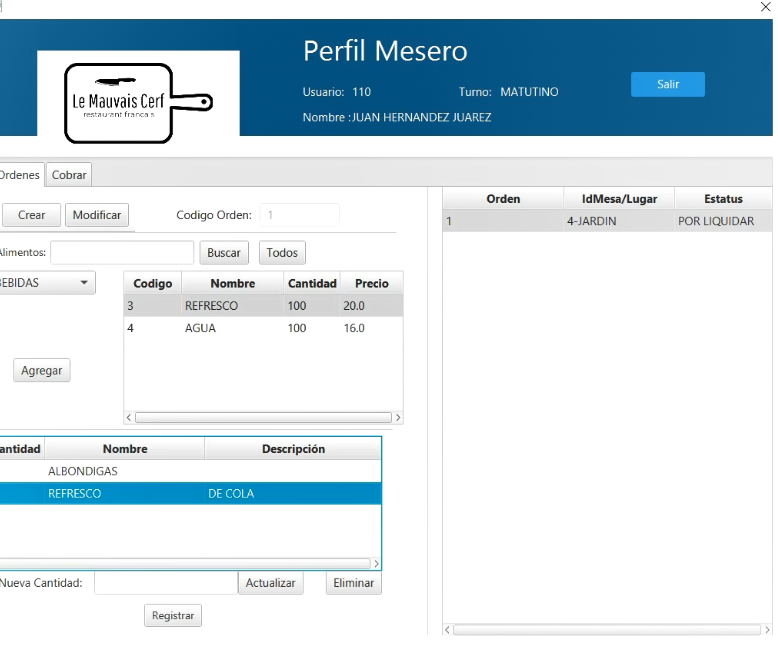 Perfil Mesero
Le Mauvais Cerf
restaurant francais
Usuario: 110 Turno: MATUTINO
Salir
Nombre :JUAN HERNANDEZ JUAREZ
Ordenes Cobrar
Crear Modificar Codigo Orden: 1
Alimentos: Buscar Todos
BEBIDAS
Codigo Nombre Cantidad Precio
3 REFRESCO 100 20.0
4 AGUA 100 16.0
Agregar
Cantidad Nombre Descripción
ALBONDIGAS
REFRESCO DE COLA
Nueva Cantidad: Actualizar Eliminar
Registrar
Orden IdMesa/Lugar Estatus
1 4-JARDIN POR LIQUIDAR